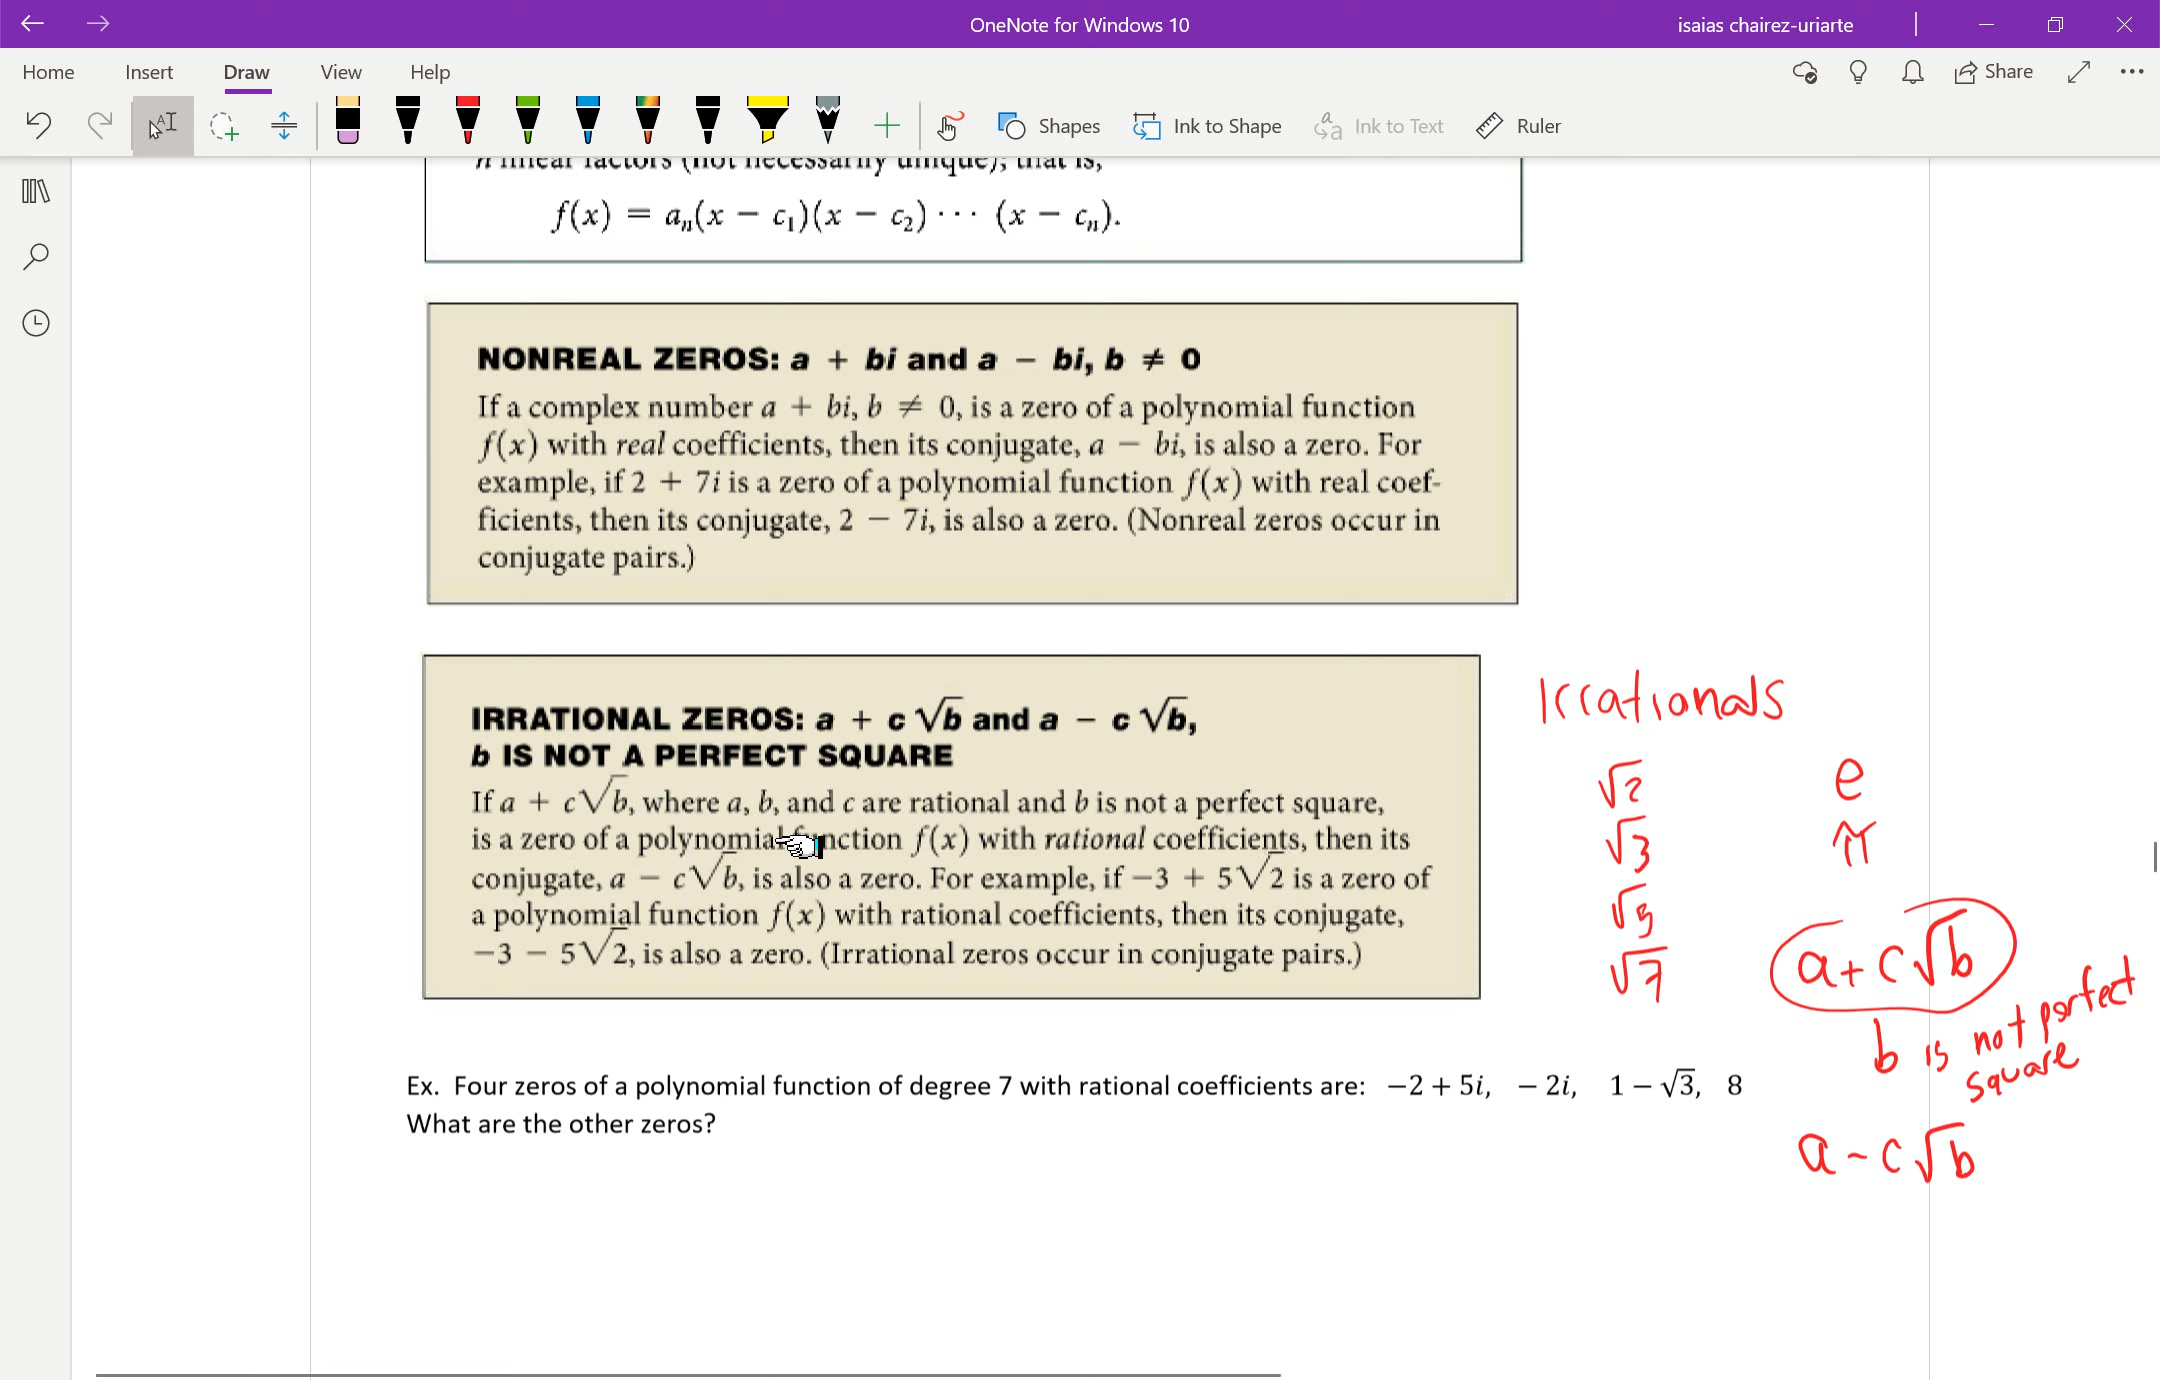 OneNote for Windows 10
isaias chairez-uriarte
Home Insert Draw View Help
Share
Shapes Ink to Shape Ink to Text Ruler
n linear factors (not necessarily unique); that is,
f(x) = aₙ(x − c₁)(x − c₂) · · · (x − cₙ).
NONREAL ZEROS: a + bi and a − bi, b ≠ 0
If a complex number a + bi, b ≠ 0, is a zero of a polynomial function
f(x) with real coefficients, then its conjugate, a − bi, is also a zero. For
example, if 2 + 7i is a zero of a polynomial function f(x) with real coef-
ficients, then its conjugate, 2 − 7i, is also a zero. (Nonreal zeros occur in
conjugate pairs.)
IRRATIONAL ZEROS: a + c√b and a − c√b,
b IS NOT A PERFECT SQUARE
If a + c√b, where a, b, and c are rational and b is not a perfect square,
is a zero of a polynomial function f(x) with rational coefficients, then its
conjugate, a − c√b, is also a zero. For example, if −3 + 5√2 is a zero of
a polynomial function f(x) with rational coefficients, then its conjugate,
−3 − 5√2, is also a zero. (Irrational zeros occur in conjugate pairs.)
Irrationals
√2 e
√3 π
√5
√7
a+c√b
b is not perfect
square
a-c√b
Ex. Four zeros of a polynomial function of degree 7 with rational coefficients are: −2 + 5i, − 2i, 1 − √3, 8
What are the other zeros?